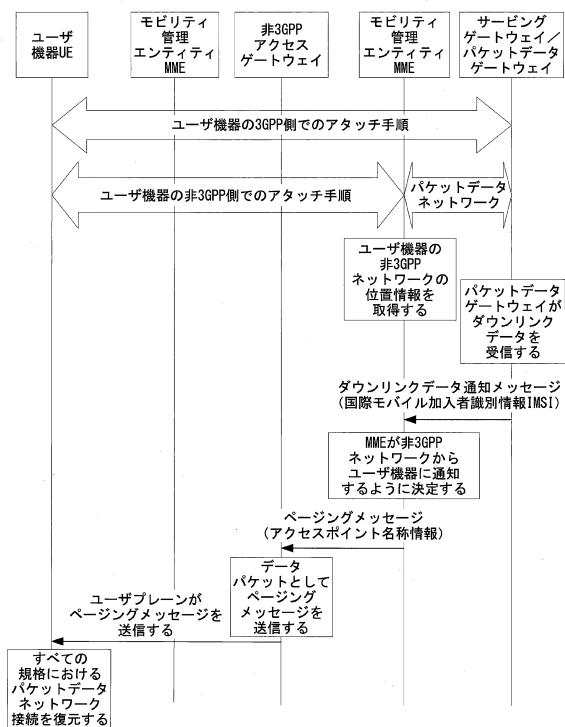 ユーザ
機器UE
モビリティ
管理
エンティティ
MME
非3GPP
アクセス
ゲートウェイ
モビリティ
管理
エンティティ
MME
サービング
ゲートウェイ／
パケットデータ
ゲートウェイ
ユーザ機器の3GPP側でのアタッチ手順
ユーザ機器の非3GPP側でのアタッチ手順
パケットデータ
ネットワーク
ユーザ機器の
非3GPP
ネットワークの
位置情報を
取得する
パケットデータ
ゲートウェイが
ダウンリンク
データを
受信する
ダウンリンクデータ通知メッセージ
（国際モバイル加入者識別情報IMSI）
MMEが非3GPP
ネットワークから
ユーザ機器に通知
するように決定する
ページングメッセージ
（アクセスポイント名称情報）
データ
パケットとして
ページング
メッセージを
送信する
ユーザプレーンが
ページングメッセージを
送信する
すべての
規格における
パケットデータ
ネットワーク
接続を復元する